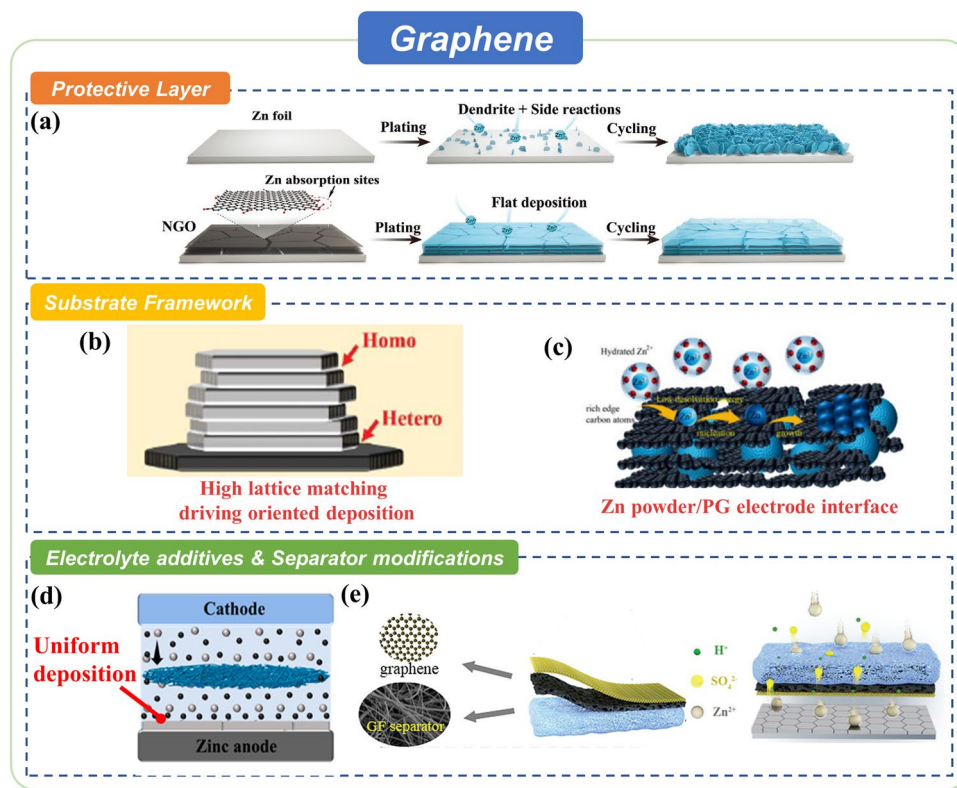 Graphene
Protective Layer
(a)
Zn foil
Plating
Dendrite + Side reactions
Cycling
Zn absorption sites
NGO
Plating
Flat deposition
Cycling
Substrate Framework
(b)
Homo
Hetero
High lattice matching
driving oriented deposition
(c)
Hydrated Zn²⁺
rich edge
carbon atoms
Low desolvation energy
nucleation
growth
Zn powder/PG electrode interface
Electrolyte additives & Separator modifications
(d)
Cathode
Uniform
deposition
Zinc anode
(e)
graphene
GF separator
H⁺
SO₄²⁻
Zn²⁺